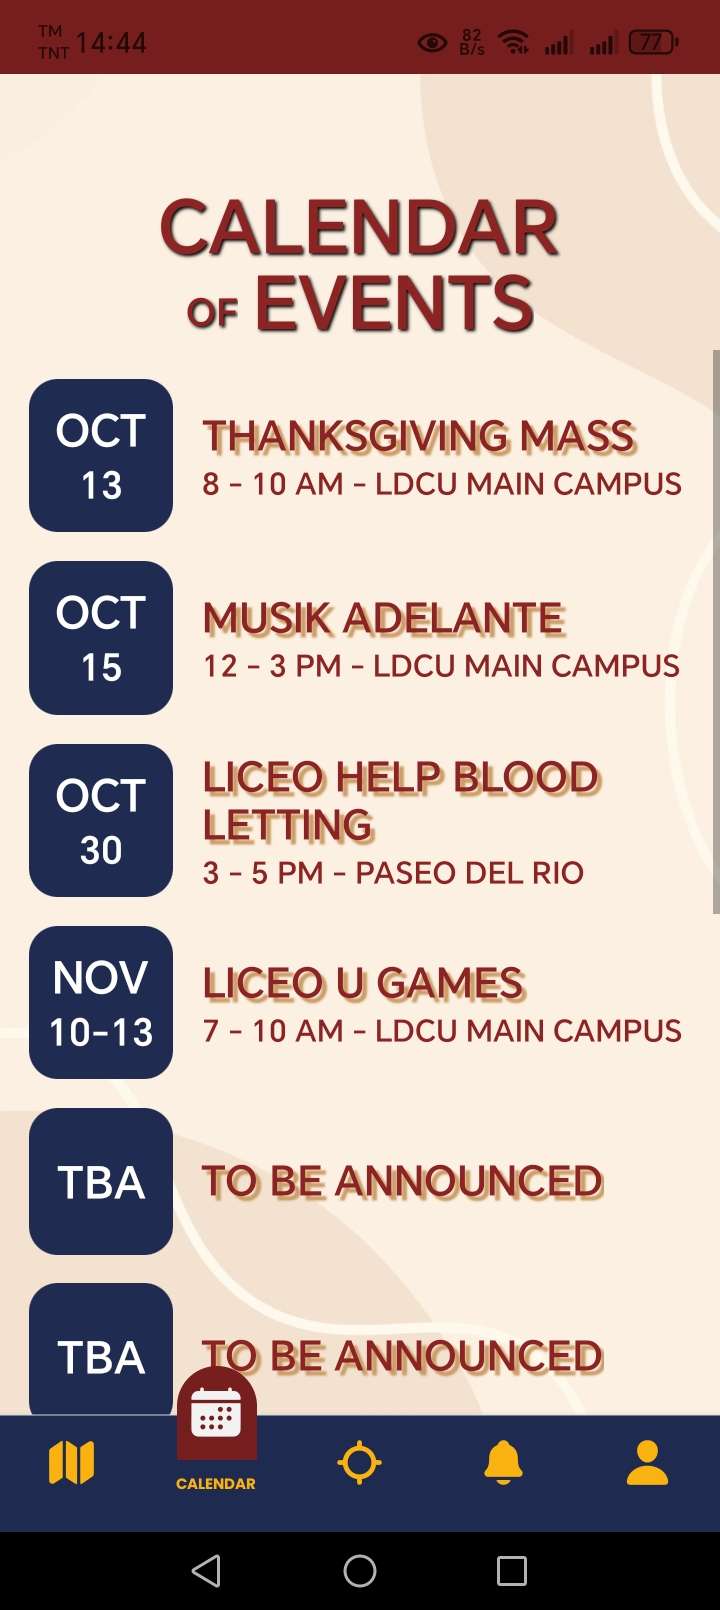 TM
TNT 14:44
82
B/s
77
CALENDAR
OF EVENTS
OCT
13
THANKSGIVING MASS
8 - 10 AM - LDCU MAIN CAMPUS
OCT
15
MUSIK ADELANTE
12 - 3 PM - LDCU MAIN CAMPUS
OCT
30
LICEO HELP BLOOD
LETTING
3 - 5 PM - PASEO DEL RIO
NOV
10-13
LICEO U GAMES
7 - 10 AM - LDCU MAIN CAMPUS
TBA
TO BE ANNOUNCED
TBA
TO BE ANNOUNCED
CALENDAR